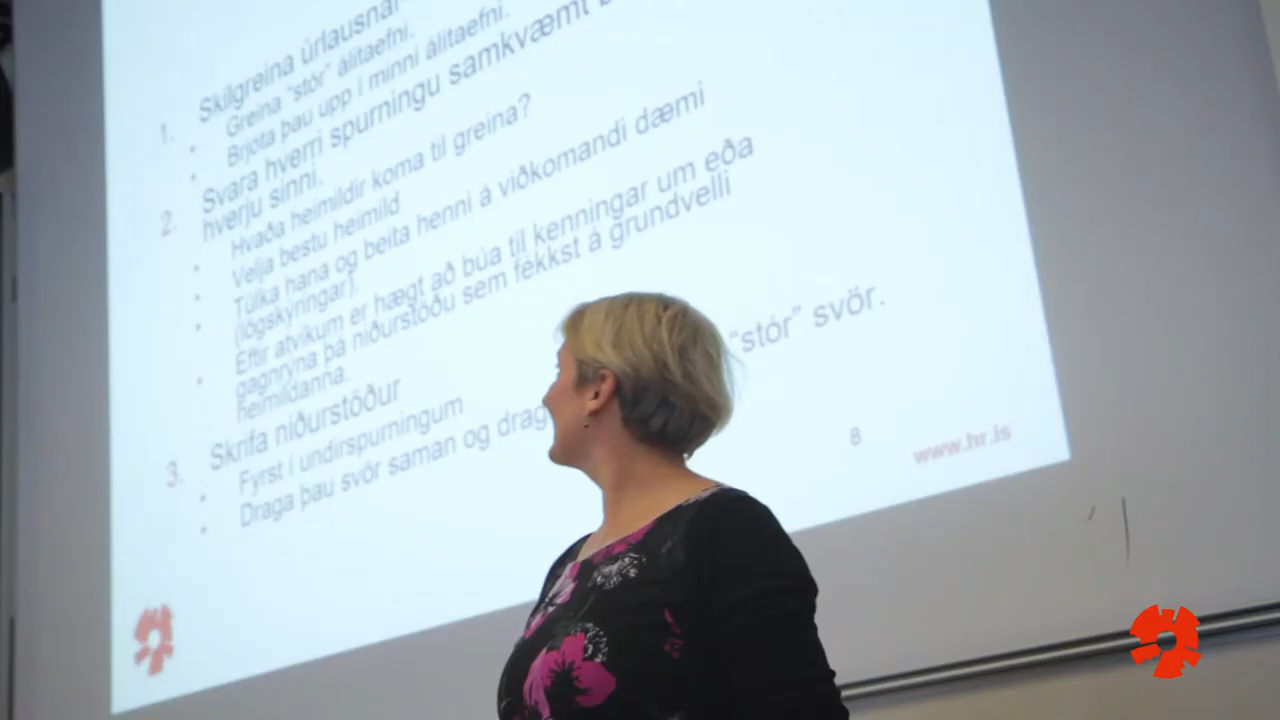 1. Skilgreina úrlausnar
• Greina "stór" álitaefni.
• Brjóta þau upp í minni álitaefni.
2. Svara hverri spurningu samkvæmt
hverju sinni.
• Hvaða heimildir koma til greina?
• Velja bestu heimild
• Túlka hana og beita henni á viðkomandi dæmi
(lögskýringar).
• Eftir atvikum er hægt að búa til kenningar um eða
gagnrýna þá niðurstöðu sem fékkst á grundvelli
heimildanna.
3. Skrifa niðurstöður
• Fyrst í undirspurningum
• Draga þau svör saman og drag "stór" svör.
8
www.hr.is